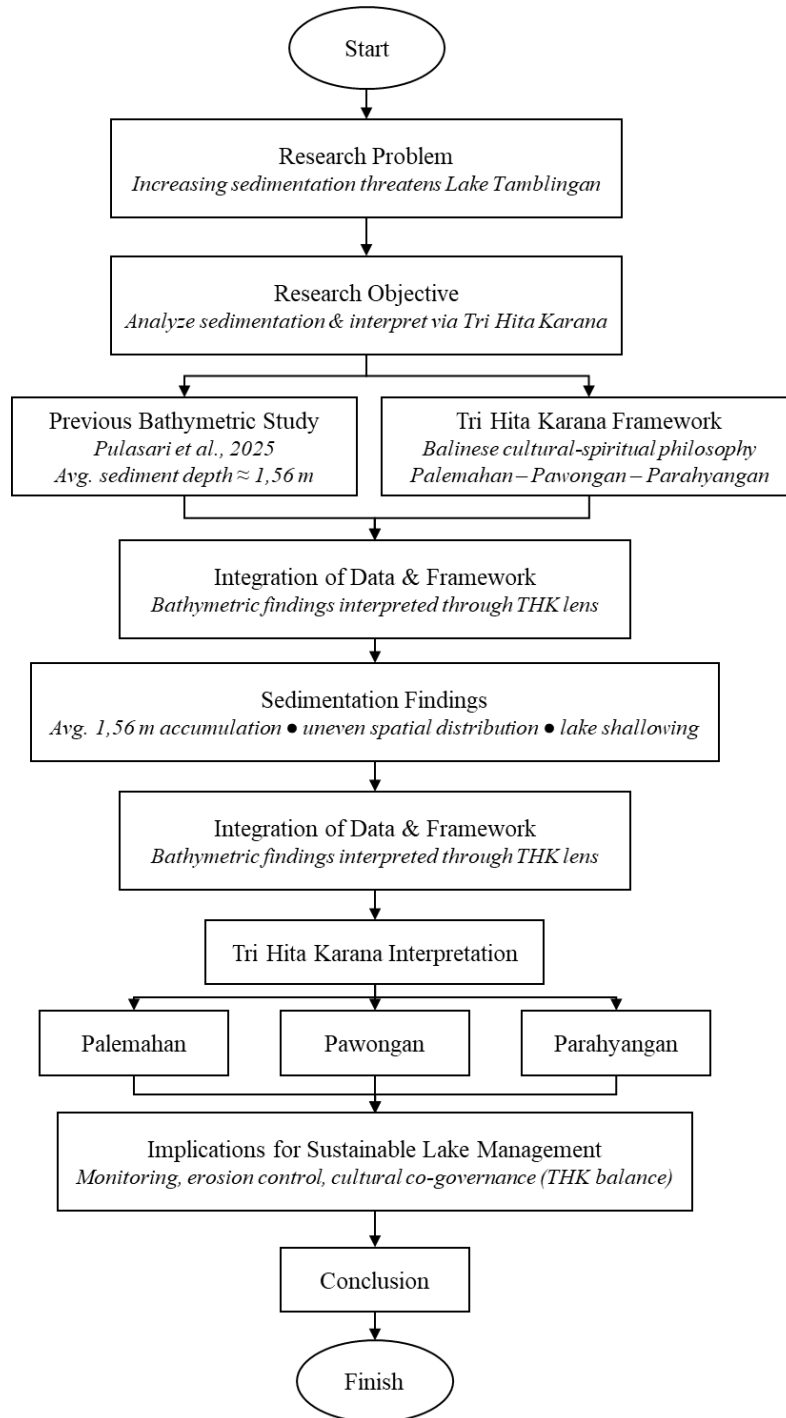 Start
Research Problem
Increasing sedimentation threatens Lake Tamblingan
Research Objective
Analyze sedimentation & interpret via Tri Hita Karana
Previous Bathymetric Study
Pulasari et al., 2025
Avg. sediment depth ≈ 1,56 m
Tri Hita Karana Framework
Balinese cultural-spiritual philosophy
Palemahan – Pawongan – Parahyangan
Integration of Data & Framework
Bathymetric findings interpreted through THK lens
Sedimentation Findings
Avg. 1,56 m accumulation ● uneven spatial distribution ● lake shallowing
Integration of Data & Framework
Bathymetric findings interpreted through THK lens
Tri Hita Karana Interpretation
Palemahan
Pawongan
Parahyangan
Implications for Sustainable Lake Management
Monitoring, erosion control, cultural co-governance (THK balance)
Conclusion
Finish